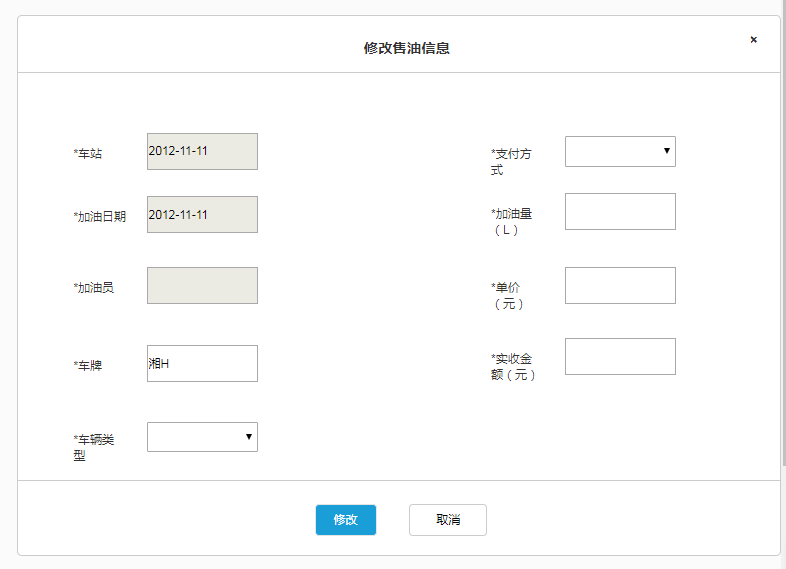 修改售油信息
×
*车站
2012-11-11
*支付方
式
*加油日期
2012-11-11
*加油量
（L）
*加油员
*单价
（元）
*车牌
湘H
*实收金
额（元）
*车辆类
型
修改
取消